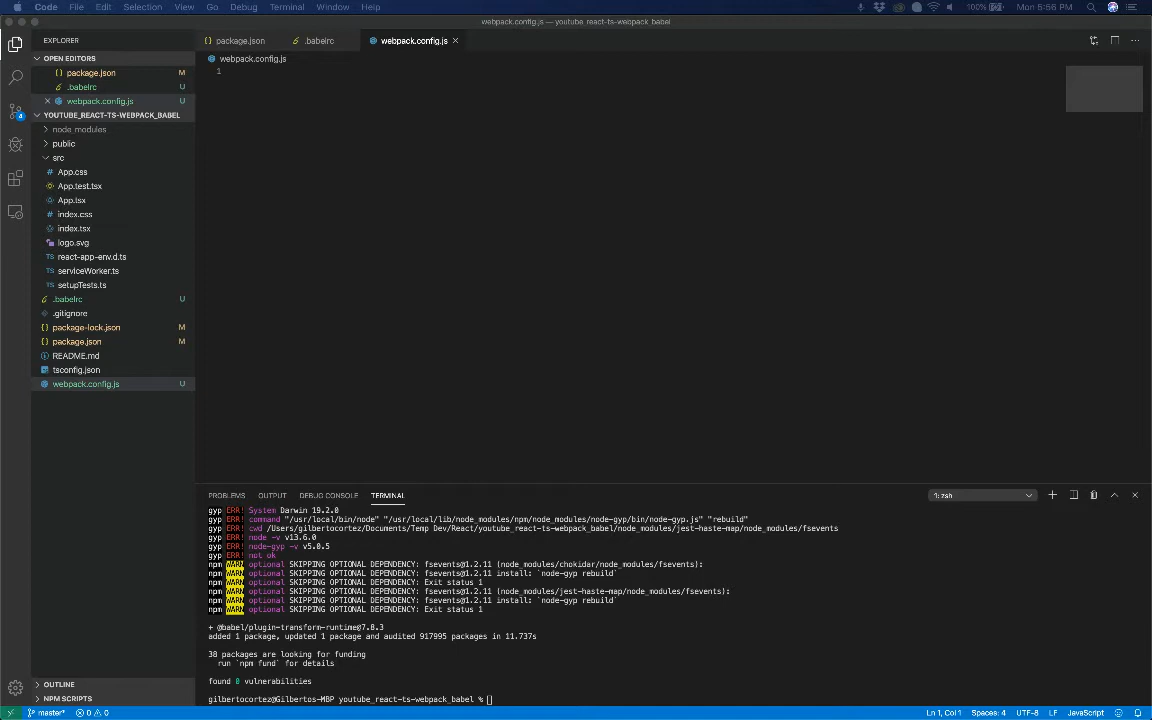 Code File Edit Selection View Go Debug Terminal Window Help 100% Mon 5:56 PM
webpack.config.js — youtube_react-ts-webpack_babel
EXPLORER
package.json .babelrc webpack.config.js
OPEN EDITORS
webpack.config.js
package.json M
1
.babelrc U
webpack.config.js U
YOUTUBE_REACT-TS-WEBPACK_BABEL
4
node_modules
public
src
App.css
App.test.tsx
App.tsx
index.css
index.tsx
logo.svg
TS react-app-env.d.ts
TS serviceWorker.ts
TS setupTests.ts
.babelrc U
.gitignore
package-lock.json M
package.json M
README.md
tsconfig.json
webpack.config.js U
PROBLEMS OUTPUT DEBUG CONSOLE TERMINAL 1: zsh
gyp ERR! System Darwin 19.2.0
gyp ERR! command "/usr/local/bin/node" "/usr/local/lib/node_modules/npm/node_modules/node-gyp/bin/node-gyp.js" "rebuild"
gyp ERR! cwd /Users/gilbertocortez/Documents/Temp Dev/React/youtube_react-ts-webpack_babel/node_modules/jest-haste-map/node_modules/fsevents
gyp ERR! node -v v13.6.0
gyp ERR! node-gyp -v v5.0.5
gyp ERR! not ok
npm WARN optional SKIPPING OPTIONAL DEPENDENCY: fsevents@1.2.11 (node_modules/chokidar/node_modules/fsevents):
npm WARN optional SKIPPING OPTIONAL DEPENDENCY: fsevents@1.2.11 install: `node-gyp rebuild`
npm WARN optional SKIPPING OPTIONAL DEPENDENCY: Exit status 1
npm WARN optional SKIPPING OPTIONAL DEPENDENCY: fsevents@1.2.11 (node_modules/jest-haste-map/node_modules/fsevents):
npm WARN optional SKIPPING OPTIONAL DEPENDENCY: fsevents@1.2.11 install: `node-gyp rebuild`
npm WARN optional SKIPPING OPTIONAL DEPENDENCY: Exit status 1
+ @babel/plugin-transform-runtime@7.8.3
added 1 package, updated 1 package and audited 917995 packages in 11.737s
38 packages are looking for funding
run `npm fund` for details
found 0 vulnerabilities
gilbertocortez@Gilbertos-MBP youtube_react-ts-webpack_babel %
OUTLINE
NPM SCRIPTS
master* 0 0 Ln 1, Col 1 Spaces: 4 UTF-8 LF JavaScript